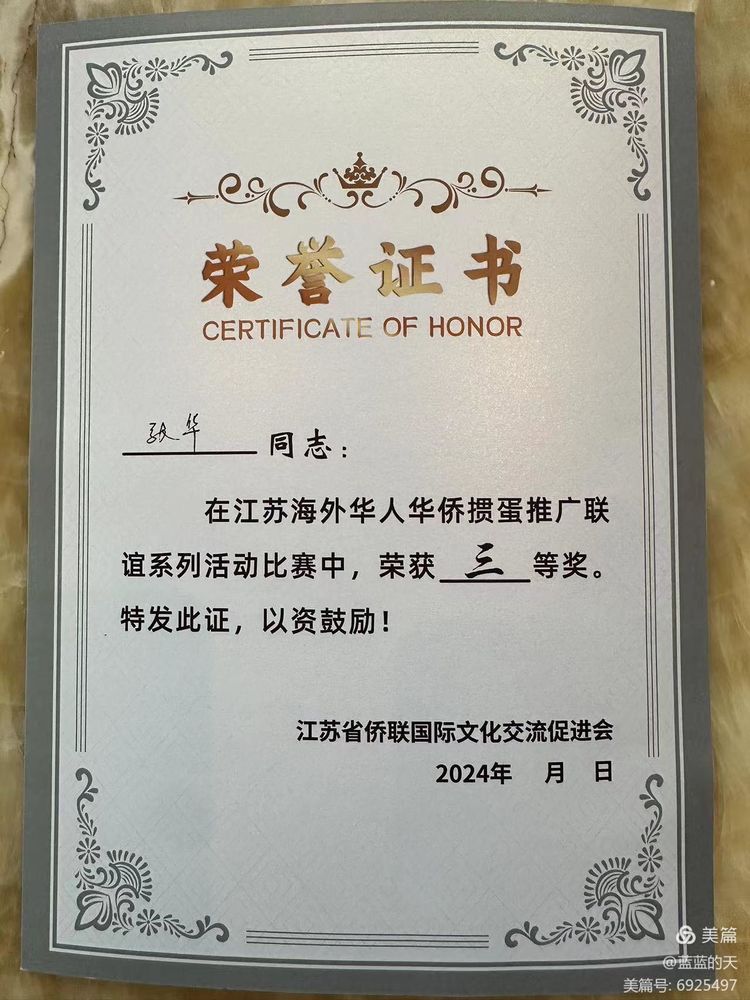 荣誉证书
CERTIFICATE OF HONOR
张华 同志：
在江苏海外华人华侨掼蛋推广联
谊系列活动比赛中，荣获三等奖。
特发此证，以资鼓励！
江苏省侨联国际文化交流促进会
2024年 月 日
美篇
@蓝蓝的天
美篇号: 6925497